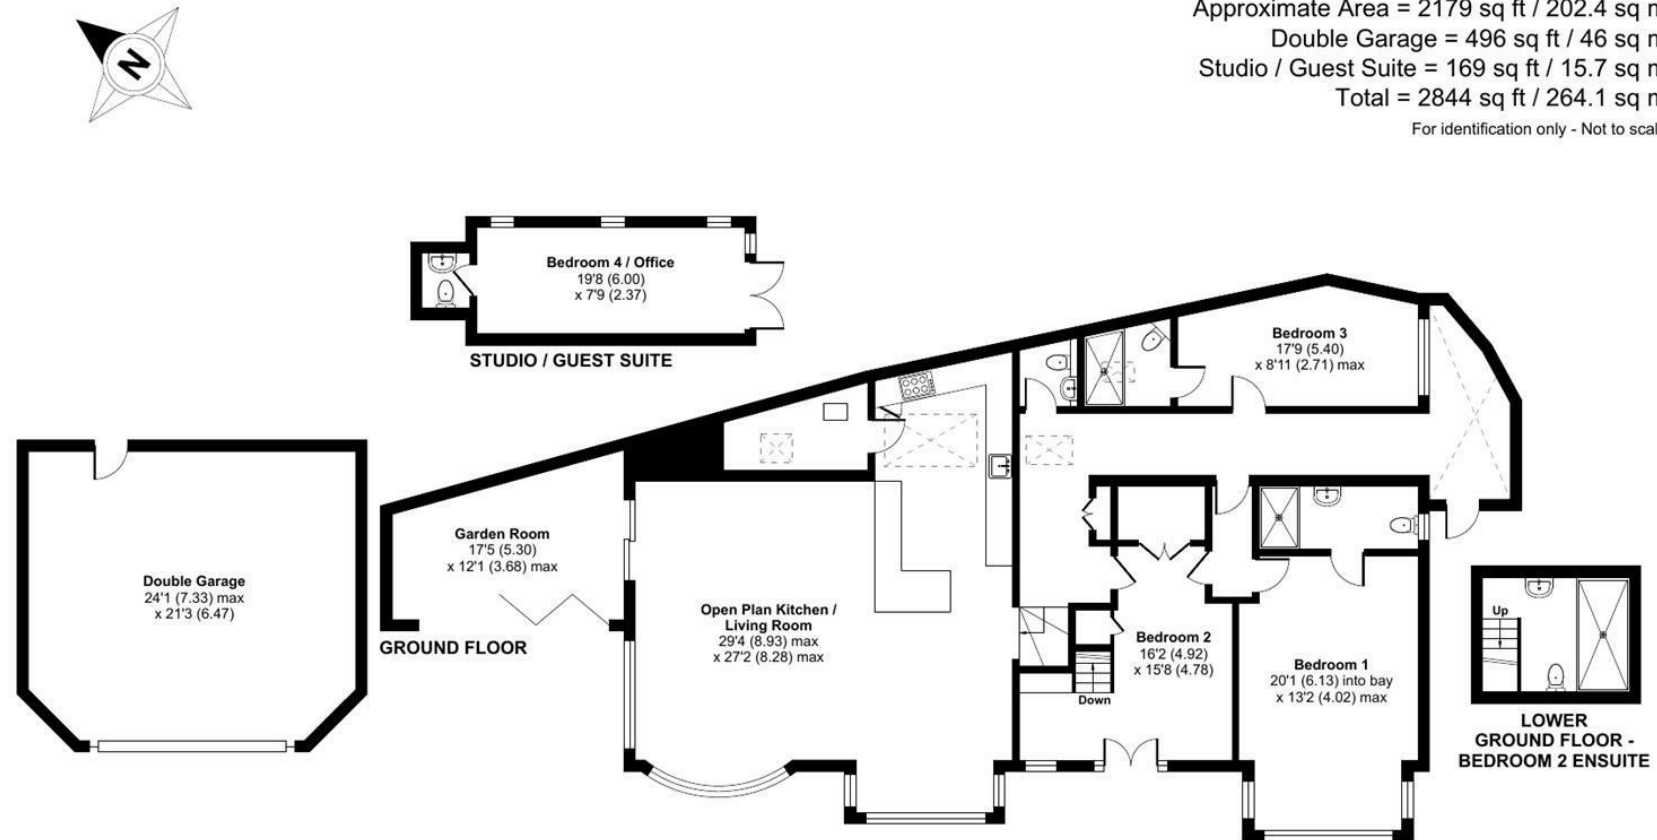 N
Approximate Area = 2179 sq ft / 202.4 sq m
Double Garage = 496 sq ft / 46 sq m
Studio / Guest Suite = 169 sq ft / 15.7 sq m
Total = 2844 sq ft / 264.1 sq m
For identification only - Not to scal
Bedroom 4 / Office
19'8 (6.00)
x 7'9 (2.37)
STUDIO / GUEST SUITE
Bedroom 3
17'9 (5.40)
x 8'11 (2.71) max
Double Garage
24'1 (7.33) max
x 21'3 (6.47)
Garden Room
17'5 (5.30)
x 12'1 (3.68) max
GROUND FLOOR
Open Plan Kitchen /
Living Room
29'4 (8.93) max
x 27'2 (8.28) max
Bedroom 2
16'2 (4.92)
x 15'8 (4.78)
Down
Bedroom 1
20'1 (6.13) into bay
x 13'2 (4.02) max
Up
LOWER
GROUND FLOOR -
BEDROOM 2 ENSUITE